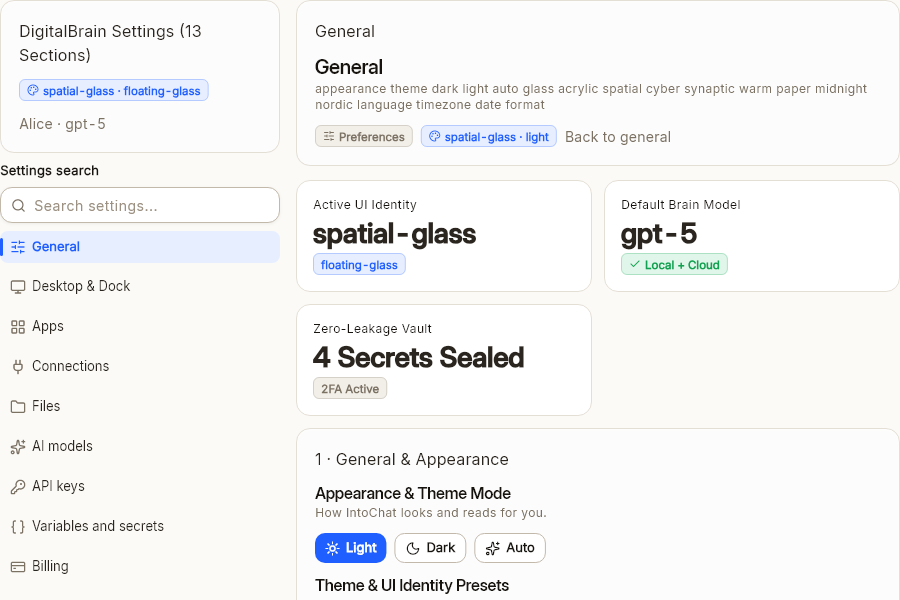 DigitalBrain Settings (13
Sections)
spatial-glass · floating-glass
Alice · gpt-5
Settings search
Search settings...
General
Desktop & Dock
Apps
Connections
Files
AI models
API keys
Variables and secrets
Billing
General
General
appearance theme dark light auto glass acrylic spatial cyber synaptic warm paper midnight
nordic language timezone date format
Preferences
spatial-glass · light
Back to general
Active UI Identity
spatial-glass
floating-glass
Default Brain Model
gpt-5
Local + Cloud
Zero-Leakage Vault
4 Secrets Sealed
2FA Active
1 · General & Appearance
Appearance & Theme Mode
How IntoChat looks and reads for you.
Light
Dark
Auto
Theme & UI Identity Presets